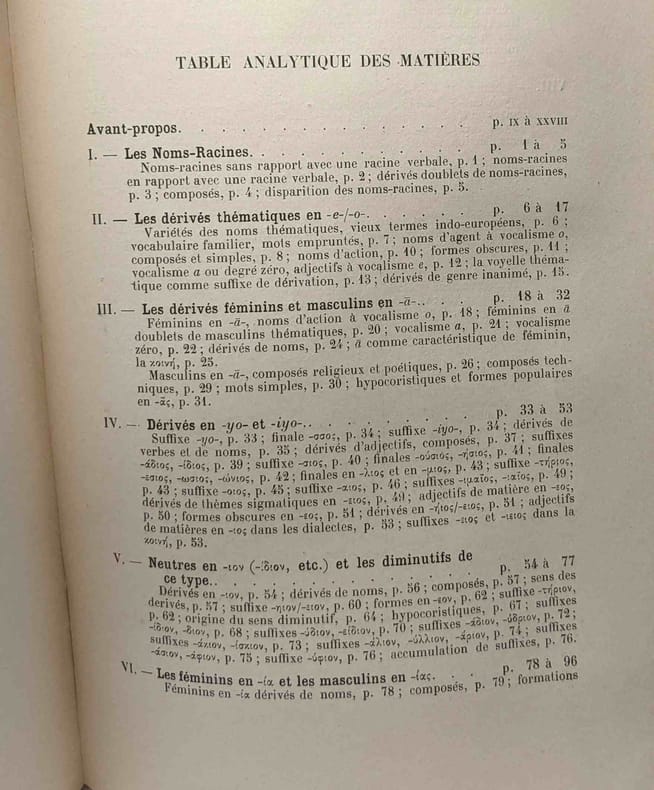 TABLE ANALYTIQUE DES MATIÈRES
Avant-propos. . . . . . . . . . . . . . . p. IX à XXVIII
I. — Les Noms-Racines. . . . . . . . . . . . p. 1 à 5
Noms-racines sans rapport avec une racine verbale, p. 1 ; noms-racines
en rapport avec une racine verbale, p. 2 ; dérivés doublets de noms-racines,
p. 3 ; composés, p. 4 ; disparition des noms-racines, p. 5.
II. — Les dérivés thématiques en -e-/-o-. . . . . . p. 6 à 17
Variétés des noms thématiques, vieux termes indo-européens, p. 6 ;
vocabulaire familier, mots empruntés, p. 7 ; noms d'agent à vocalisme o,
composés et simples, p. 8 ; noms d'action, p. 10 ; formes obscures, p. 11 ;
vocalisme a ou degré zéro, adjectifs à vocalisme e, p. 12 ; la voyelle théma-
tique comme suffixe de dérivation, p. 13 ; dérivés de genre inanimé, p. 15.
III. — Les dérivés féminins et masculins en -ā-. . . . p. 18 à 32
Féminins en -ā-, noms d'action à vocalisme o, p. 18 ; féminins en ā
doublets de masculins thématiques, p. 20 ; vocalisme a, p. 21 ; vocalisme
zéro, p. 22 ; dérivés de noms, p. 24 ; ā comme caractéristique de féminin,
la κοινή, p. 25.
Masculins en -ā-, composés religieux et poétiques, p. 26 ; composés tech-
niques, p. 29 ; mots simples, p. 30 ; hypocoristiques et formes populaires
en -ᾶς, p. 31.
IV. — Dérivés en -yo- et -iyo-. . . . . . . . . . p. 33 à 53
Suffixe -yo-, p. 33 ; finale -σσος, p. 34 ; suffixe -iyo-, p. 34 ; dérivés de
verbes et de noms, p. 35 ; dérivés d'adjectifs, composés, p. 37 ; suffixes
-άδιος, -ίδιος, p. 39 ; suffixe -σιος, p. 40 ; finales -ούσιος, -ήσιος, p. 41 ; finales
-εσιος, -ωσιος, -ώνιος, p. 42 ; finales en -λιος et en -μιος, p. 43 ; suffixe -τήριος,
p. 43 ; suffixe -οιος, p. 45 ; suffixe -αιος, p. 46 ; suffixes -ιμαῖος, -ιαῖος, p. 49 ;
dérivés de thèmes sigmatiques en -ειος, p. 49 ; adjectifs de matière en -εος,
p. 50 ; formes obscures en -εος, p. 51 ; dérivés en -ήιος/-ειος, p. 51 ; adjectifs
de matières en -ιος dans les dialectes, p. 53 ; suffixes -ειος et -ιειος dans la
κοινή, p. 53.
V. — Neutres en -ιον (-ίδιον, etc.) et les diminutifs de
ce type.. . . . . . . . . . . . . . . p. 54 à 77
Dérivés en -ιον, p. 54 ; dérivés de noms, p. 56 ; composés, p. 57 ; sens des
dérivés, p. 57 ; suffixe -ηιον/-ειον, p. 60 ; formes en -εον, p. 62 ; suffixe -τήριον,
p. 62 ; origine du sens diminutif, p. 64 ; hypocoristiques, p. 67 ; suffixes
-ίδιον, -διον, p. 68 ; suffixes -ύδιον, -είδιον, p. 70 ; suffixes -άδιον, -ύδριον, p. 72 ;
suffixes -άκιον, -ίσκιον, p. 73 ; suffixes -άλιον, -ύλλιον, -άριον, p. 74 ; suffixes
-άσιον, -άφιον, p. 75 ; suffixe -ύφιον, p. 76 ; accumulation de suffixes, p. 76.
VI. — Les féminins en -ία et les masculins en -ίας. . . p. 78 à 96
Féminins en -ία dérivés de noms, p. 78 ; composés, p. 79 ; formations